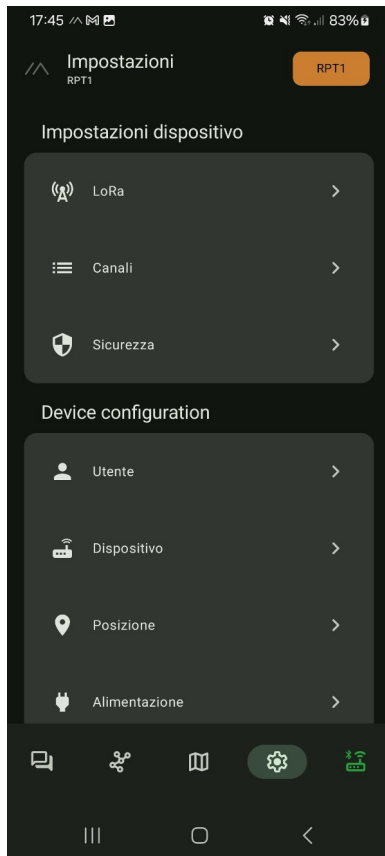 17:45
83%
Impostazioni
RPT1
RPT1
Impostazioni dispositivo
LoRa
Canali
Sicurezza
Device configuration
Utente
Dispositivo
Posizione
Alimentazione